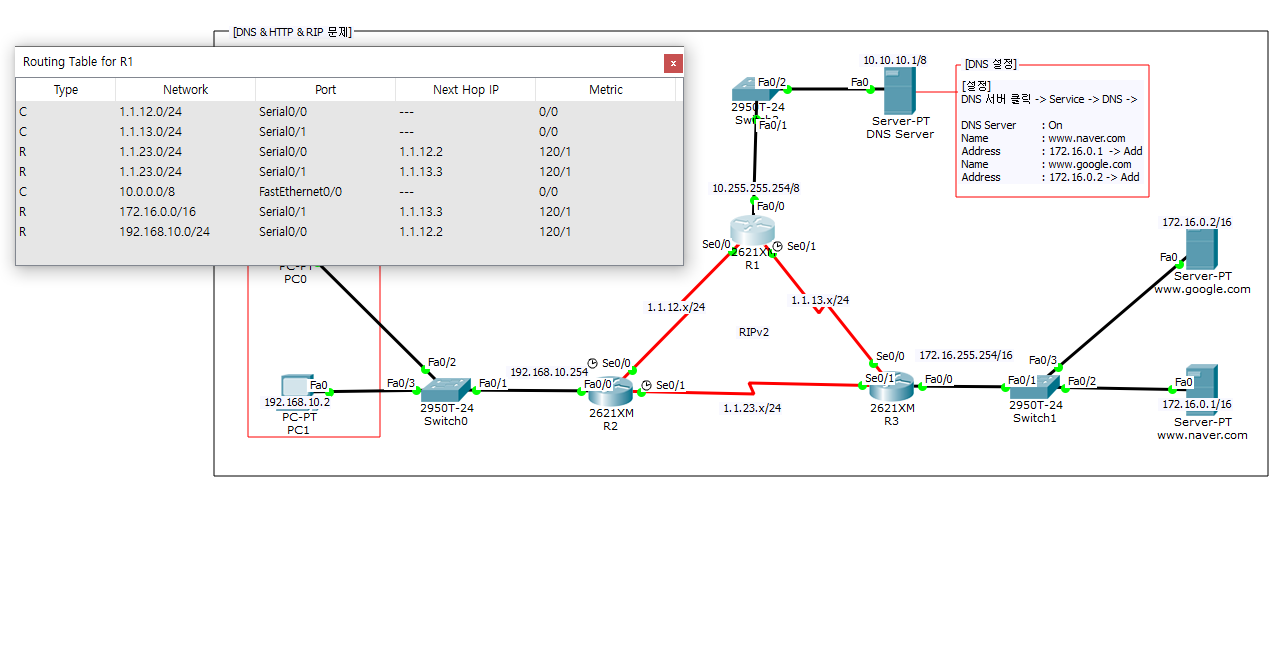 [DNS & HTTP & RIP 문제]
Routing Table for R1
x
Type Network Port Next Hop IP Metric
C 1.1.12.0/24 Serial0/0 --- 0/0
C 1.1.13.0/24 Serial0/1 --- 0/0
R 1.1.23.0/24 Serial0/0 1.1.12.2 120/1
R 1.1.23.0/24 Serial0/1 1.1.13.3 120/1
C 10.0.0.0/8 FastEthernet0/0 --- 0/0
R 172.16.0.0/16 Serial0/1 1.1.13.3 120/1
R 192.168.10.0/24 Serial0/0 1.1.12.2 120/1
10.10.10.1/8
Fa0/2
Fa0
2950T-24
Fa0/1
Server-PT
DNS Server
[DNS 설정]
[설정]
DNS 서버 클릭 -> Service -> DNS ->
DNS Server : On
Name : www.naver.com
Address : 172.16.0.1 -> Add
Name : www.google.com
Address : 172.16.0.2 -> Add
10.255.255.254/8
Fa0/0
Se0/0
Se0/1
2621XM
R1
1.1.12.x/24
1.1.13.x/24
RIPv2
172.16.0.2/16
Fa0
Server-PT
www.google.com
PC-PT
PC0
Fa0/2
Fa0
192.168.10.2
PC-PT
PC1
Fa0/3
Fa0/1
2950T-24
Switch0
192.168.10.254
Se0/0
Fa0/0
Se0/1
2621XM
R2
1.1.23.x/24
Se0/0
Se0/1
172.16.255.254/16
Fa0/0
2621XM
R3
Fa0/3
Fa0/1
Fa0/2
2950T-24
Switch1
Fa0
172.16.0.1/16
Server-PT
www.naver.com